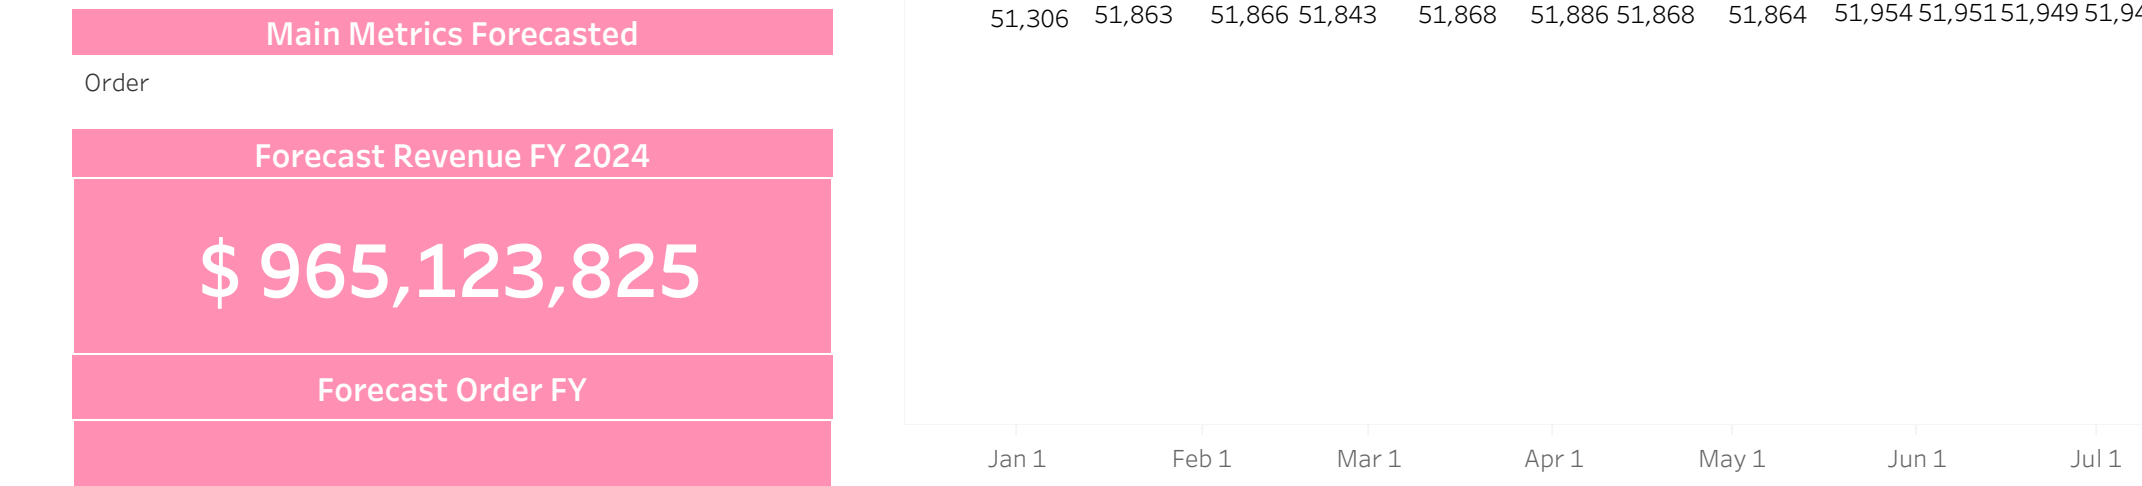 Main Metrics Forecasted
Order
Forecast Revenue FY 2024
$ 965,123,825
Forecast Order FY
51,306 51,863 51,866 51,843 51,868 51,886 51,868 51,864 51,954 51,951 51,949
Jan 1 Feb 1 Mar 1 Apr 1 May 1 Jun 1 Jul 1